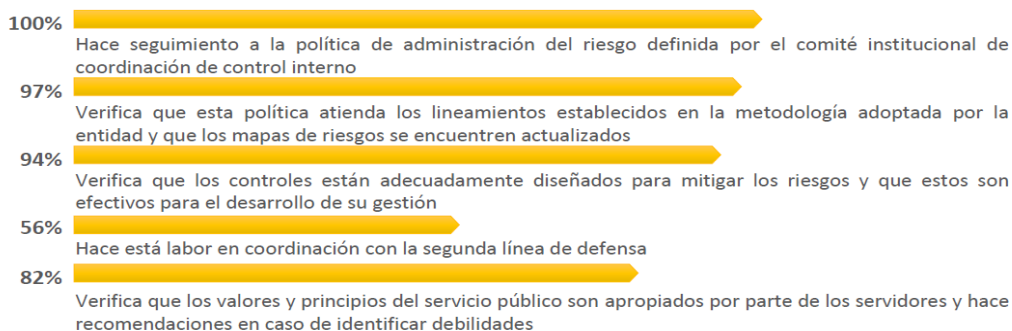 100%
Hace seguimiento a la política de administración del riesgo definida por el comité institucional de
coordinación de control interno
97%
Verifica que esta política atienda los lineamientos establecidos en la metodología adoptada por la
entidad y que los mapas de riesgos se encuentren actualizados
94%
Verifica que los controles están adecuadamente diseñados para mitigar los riesgos y que estos son
efectivos para el desarrollo de su gestión
56%
Hace está labor en coordinación con la segunda línea de defensa
82%
Verifica que los valores y principios del servicio público son apropiados por parte de los servidores y hace
recomendaciones en caso de identificar debilidades